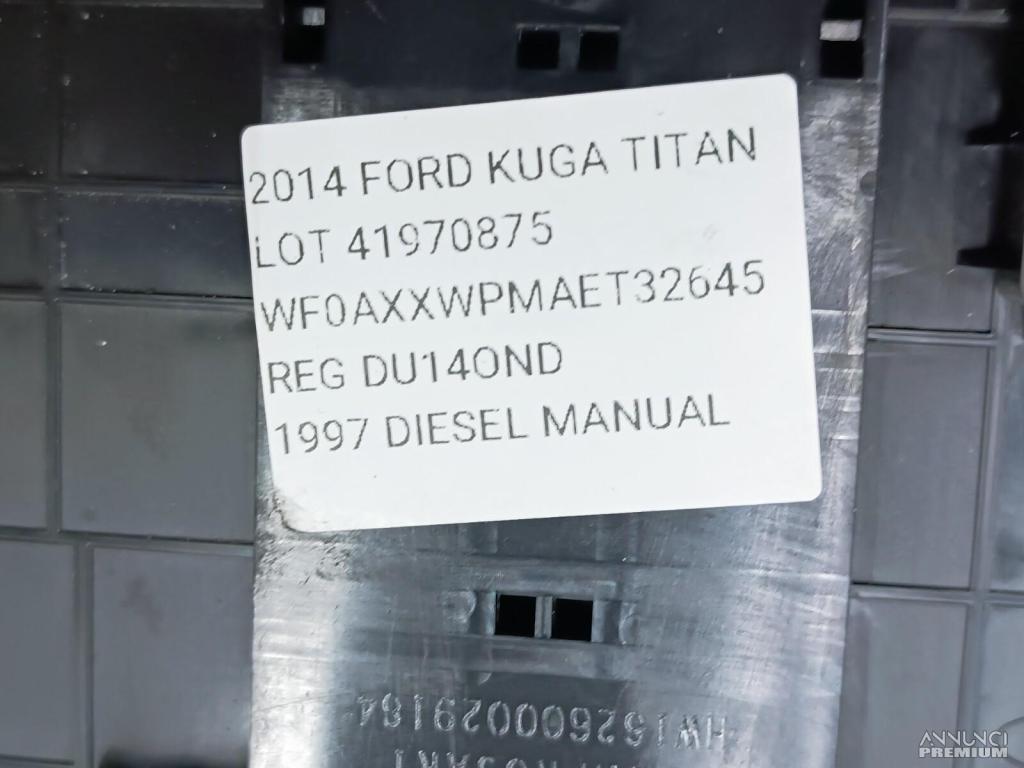 2014 FORD KUGA TITAN
LOT 41970875
WF0AXXWPMAET32645
REG DU14OND
1997 DIESEL MANUAL
HW152600029184
ANNUNCI
PREMIUM